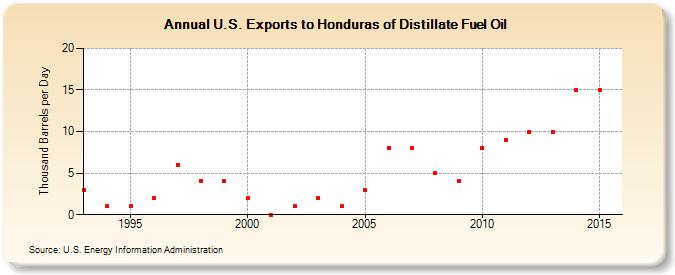 Annual U.S. Exports to Honduras of Distillate Fuel Oil
Thousand Barrels per Day
20
15
10
5
0
1995 2000 2005 2010 2015
Source: U.S. Energy Information Administration